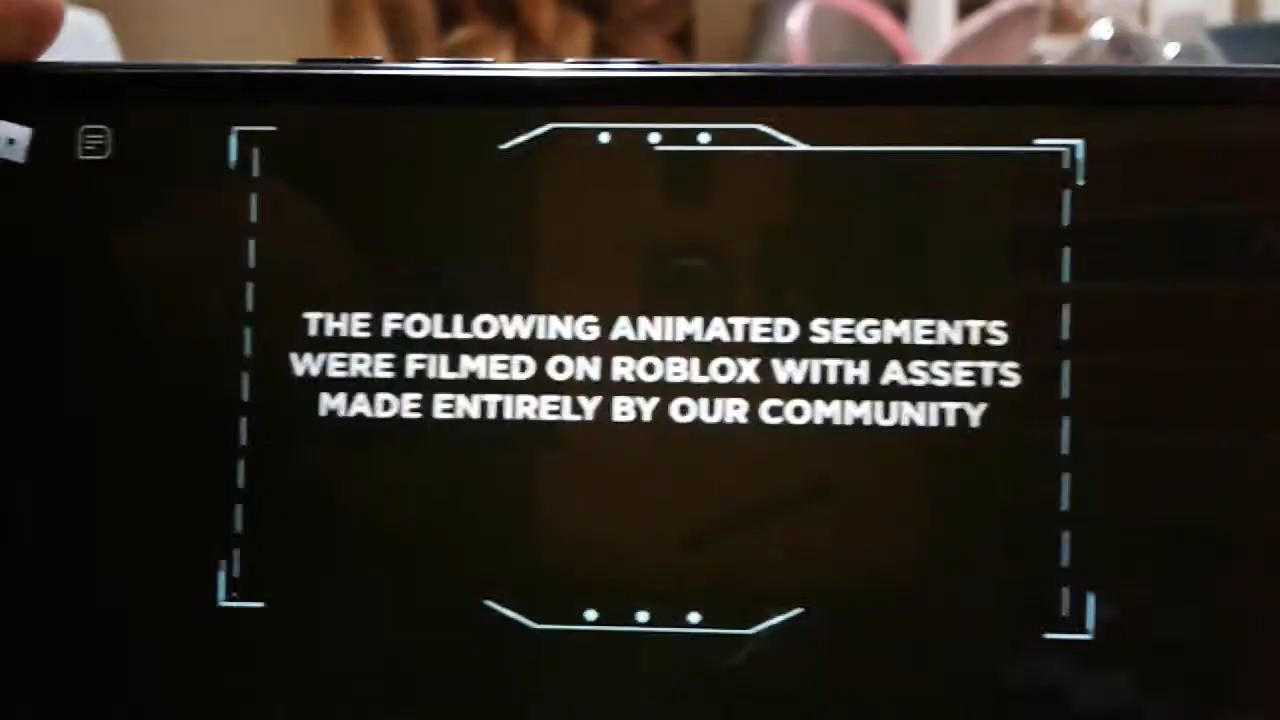 THE FOLLOWING ANIMATED SEGMENTS
WERE FILMED ON ROBLOX WITH ASSETS
MADE ENTIRELY BY OUR COMMUNITY